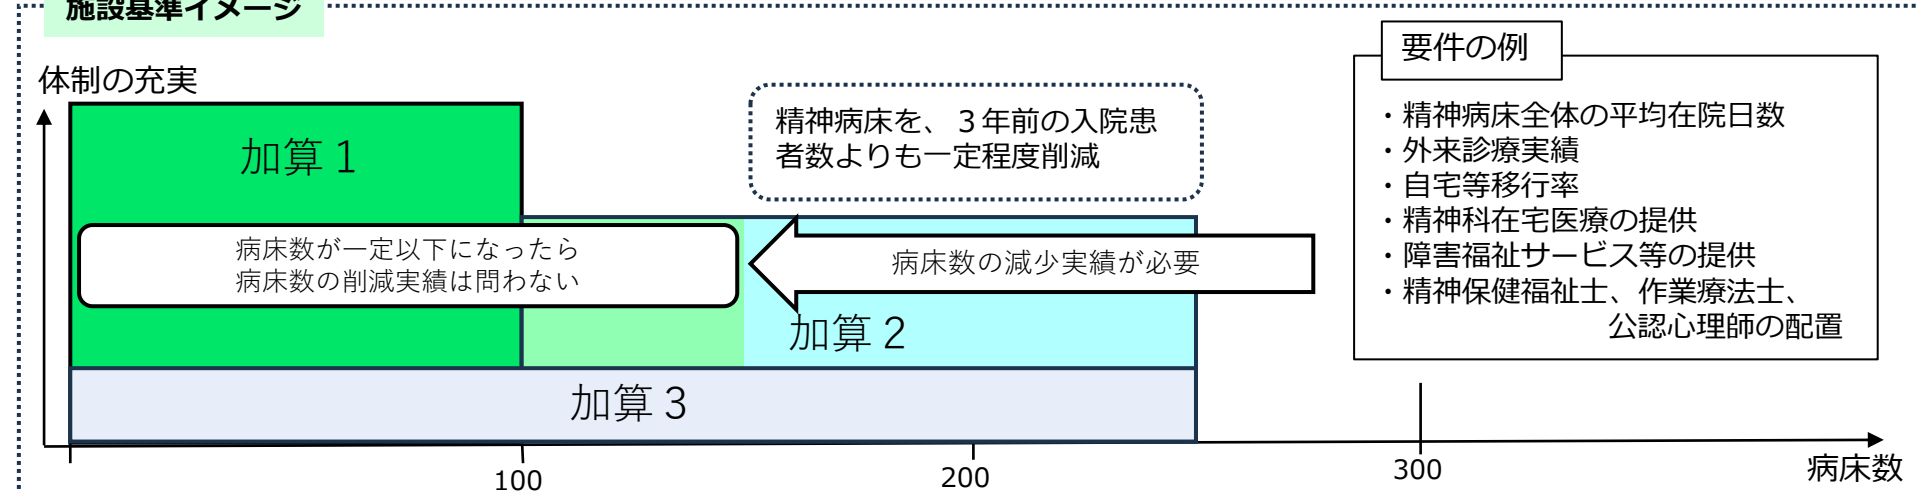 施設基準イメージ
体制の充実
加算１
精神病床を、３年前の入院患
者数よりも一定程度削減
病床数が一定以下になったら
病床数の削減実績は問わない
病床数の減少実績が必要
加算２
加算３
要件の例
・精神病床全体の平均在院日数
・外来診療実績
・自宅等移行率
・精神科在宅医療の提供
・障害福祉サービス等の提供
・精神保健福祉士、作業療法士、
公認心理師の配置
100
200
300
病床数